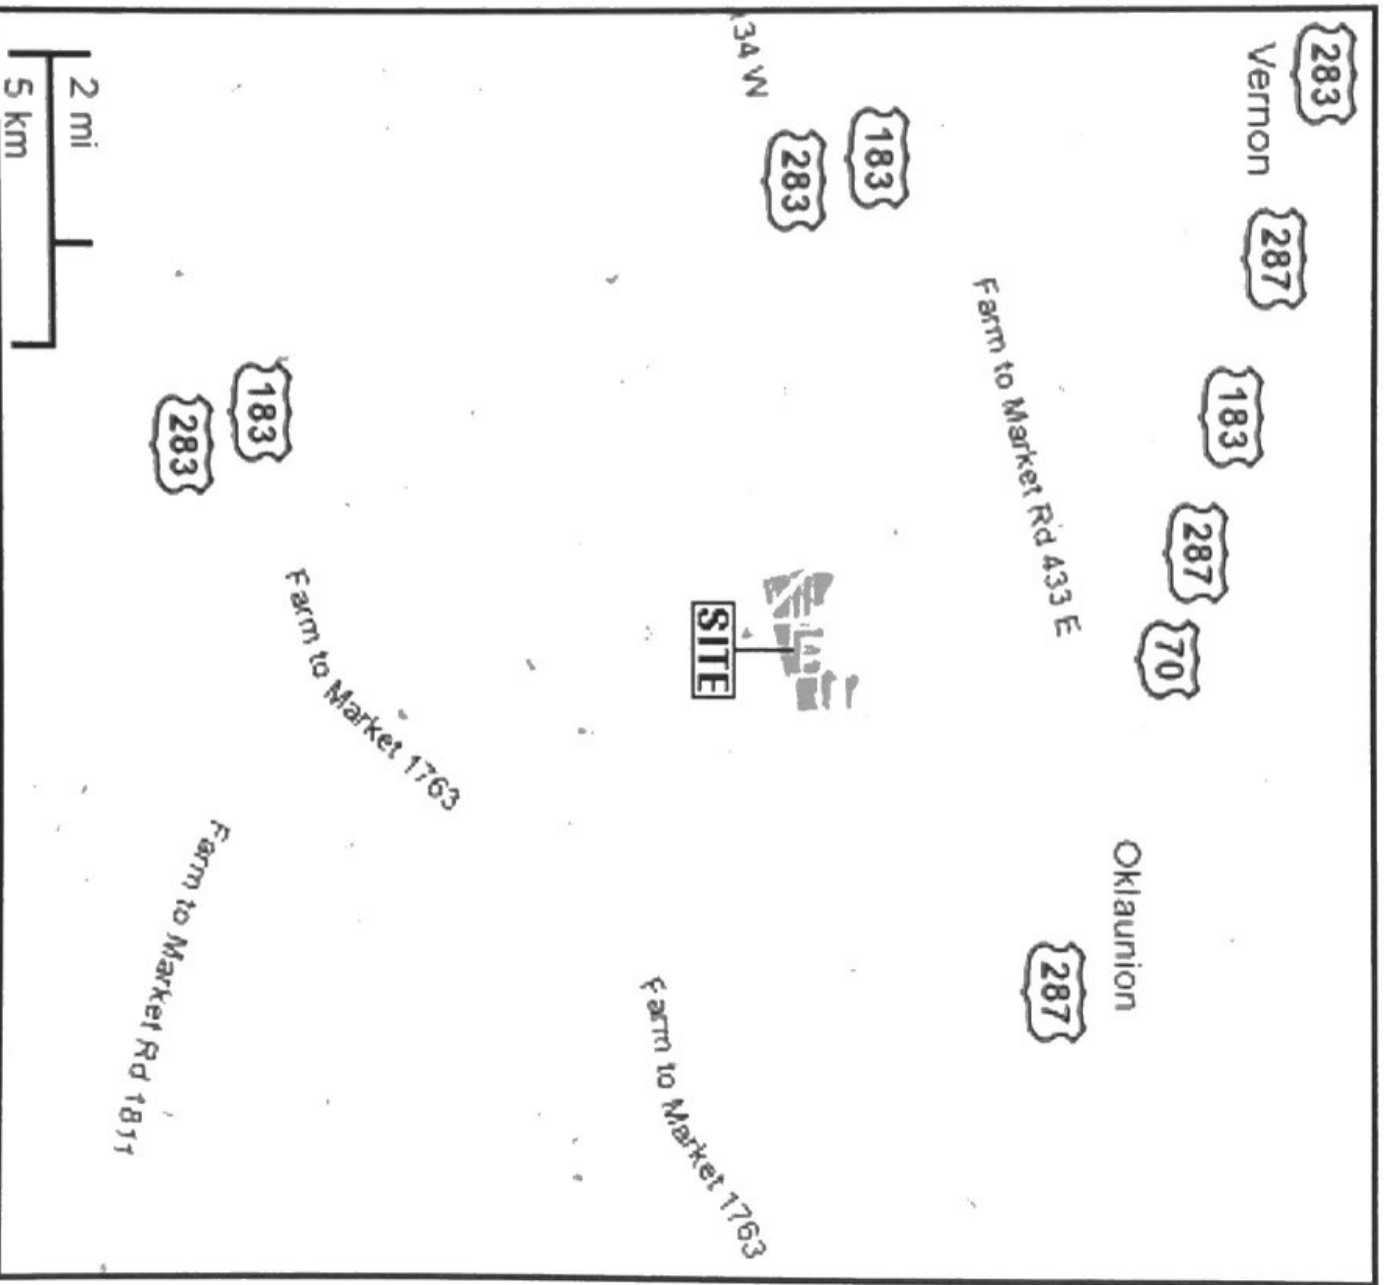 283
Vernon
287
183
287
70
Oklaunion
287
Farm to Market Rd 433 E
183
283
34 W
SITE
Farm to Market 1763
Farm to Market 1763
183
283
Farm to Market Rd 1811
2 mi
5 km